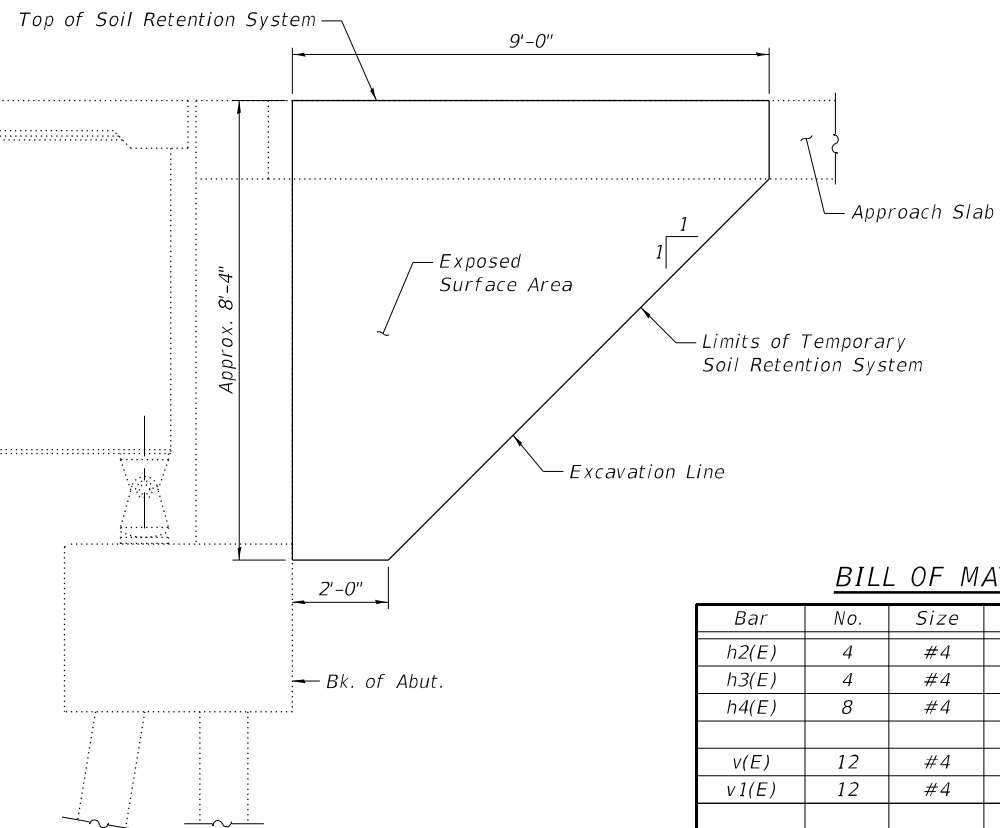 Top of Soil Retention System
9'-0"
Approach Slab
1
1
Exposed
Surface Area
Approx. 8'-4"
Limits of Temporary
Soil Retention System
Excavation Line
2'-0"
Bk. of Abut.
BILL OF MA
Bar No. Size
h2(E) 4 #4
h3(E) 4 #4
h4(E) 8 #4
v(E) 12 #4
v1(E) 12 #4